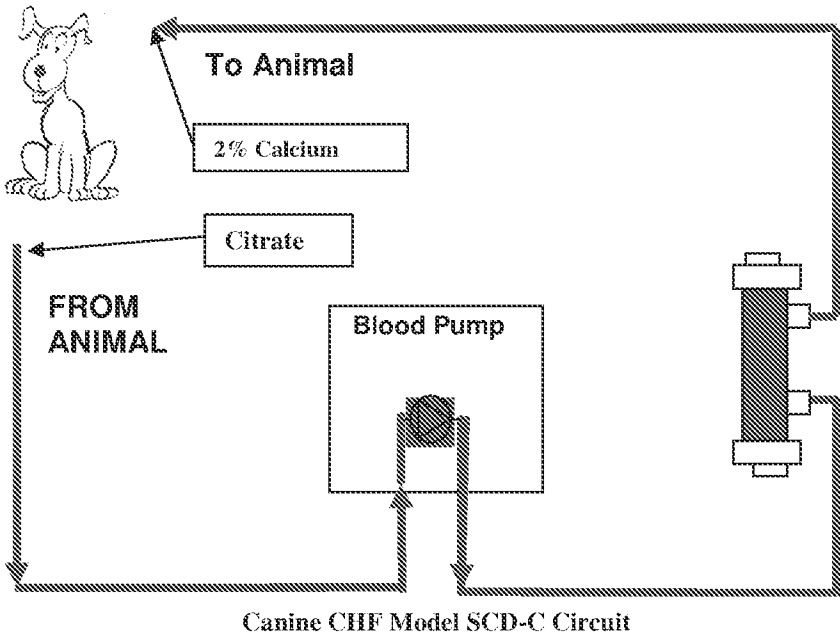 To Animal
2% Calcium
Citrate
FROM
ANIMAL
Blood Pump
Canine CHF Model SCD-C Circuit